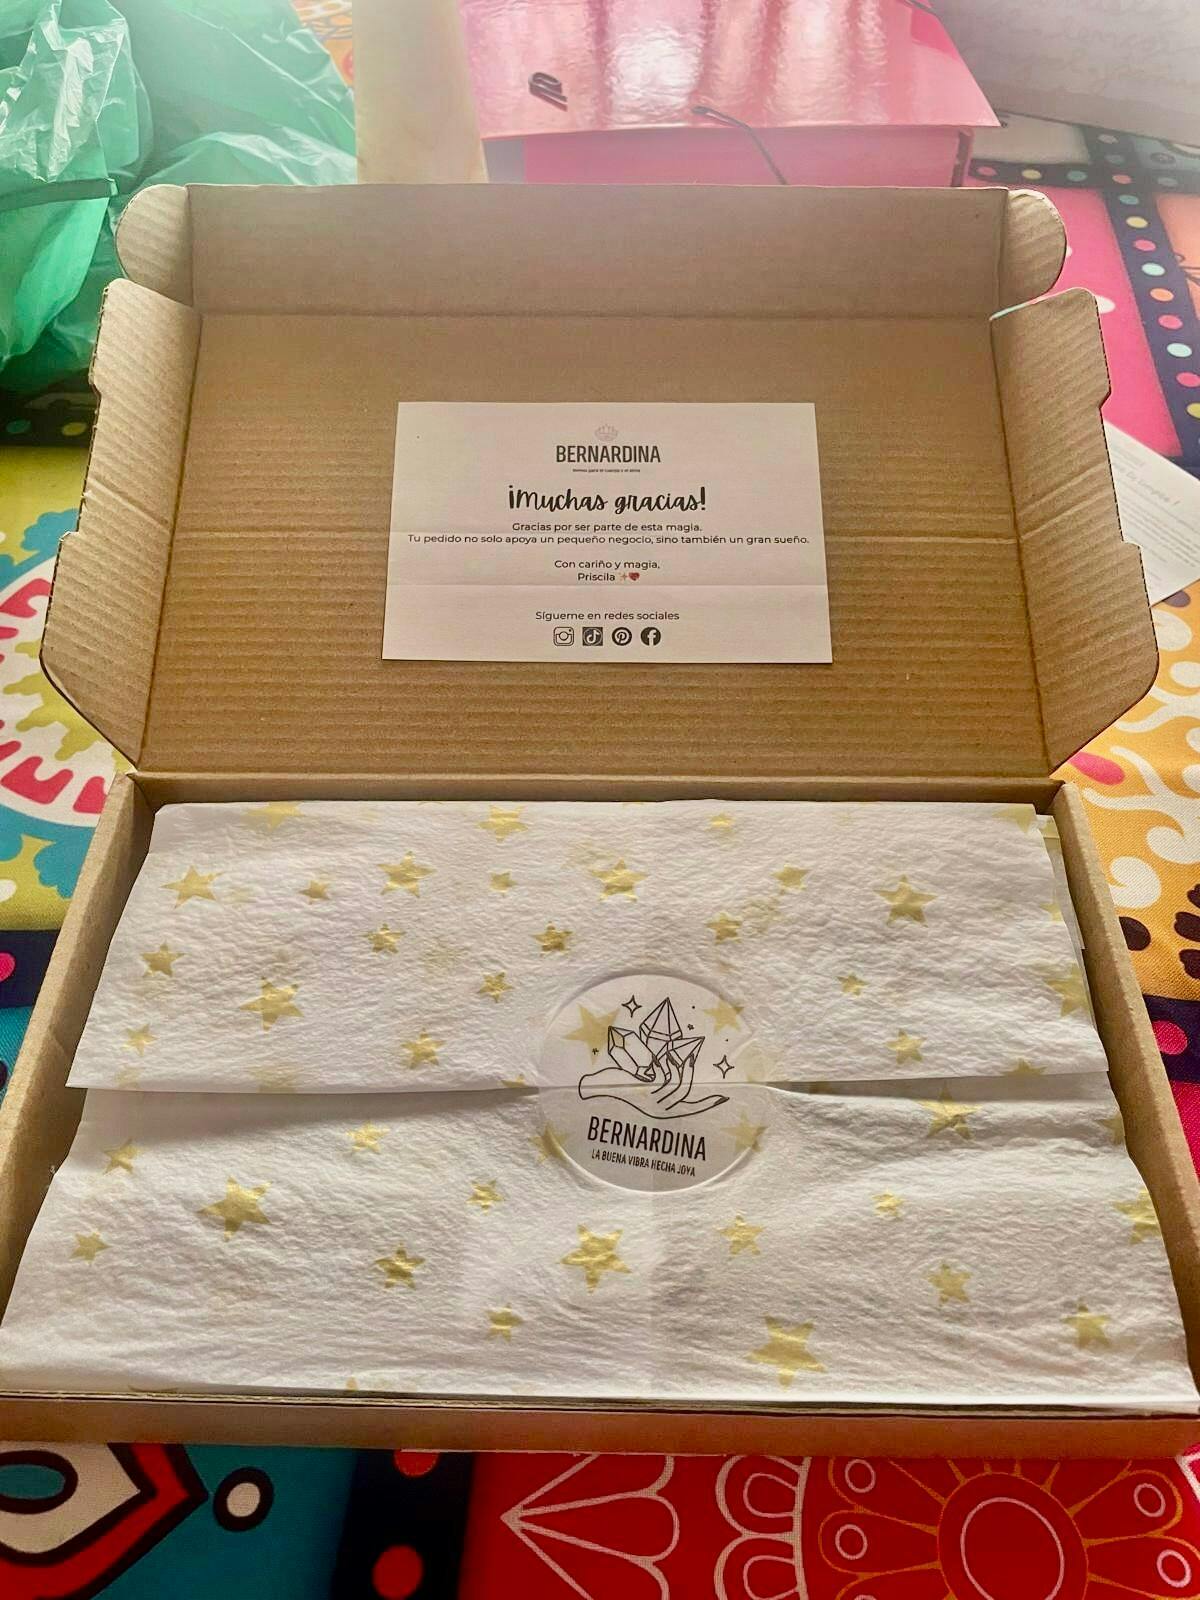 BERNARDINA
¡Muchas gracias!
Gracias por ser parte de esta magia.
Tu pedido no solo apoya un pequeño negocio, sino también un gran sueño.
Con cariño y magia,
Priscila ✨❤️
Sígueme en redes sociales
BERNARDINA
LA BUENA VIBRA HECHA JOYA